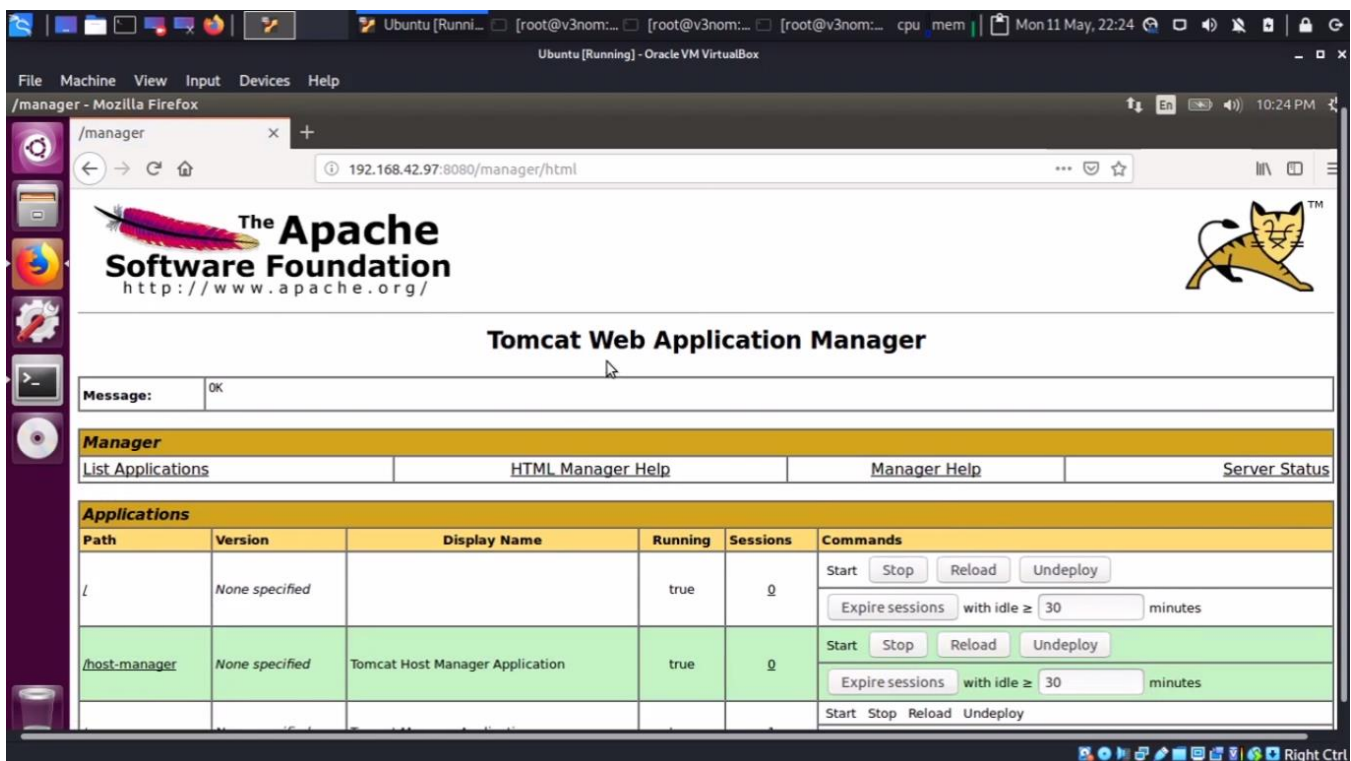 Ubuntu [Runni... [root@v3nom:... [root@v3nom:... [root@v3nom:... cpu mem Mon 11 May, 22:24
Ubuntu [Running] - Oracle VM VirtualBox
File Machine View Input Devices Help
/manager - Mozilla Firefox En 10:24 PM
/manager
192.168.42.97:8080/manager/html
The Apache
Software Foundation
http://www.apache.org/
TM
Tomcat Web Application Manager
Message: OK
Manager
List Applications HTML Manager Help Manager Help Server Status
Applications
Path Version Display Name Running Sessions Commands
Start Stop Reload Undeploy
/ None specified true 0
Expire sessions with idle ≥ 30 minutes
Start Stop Reload Undeploy
/host-manager None specified Tomcat Host Manager Application true 0
Expire sessions with idle ≥ 30 minutes
Start Stop Reload Undeploy
Right Ctrl